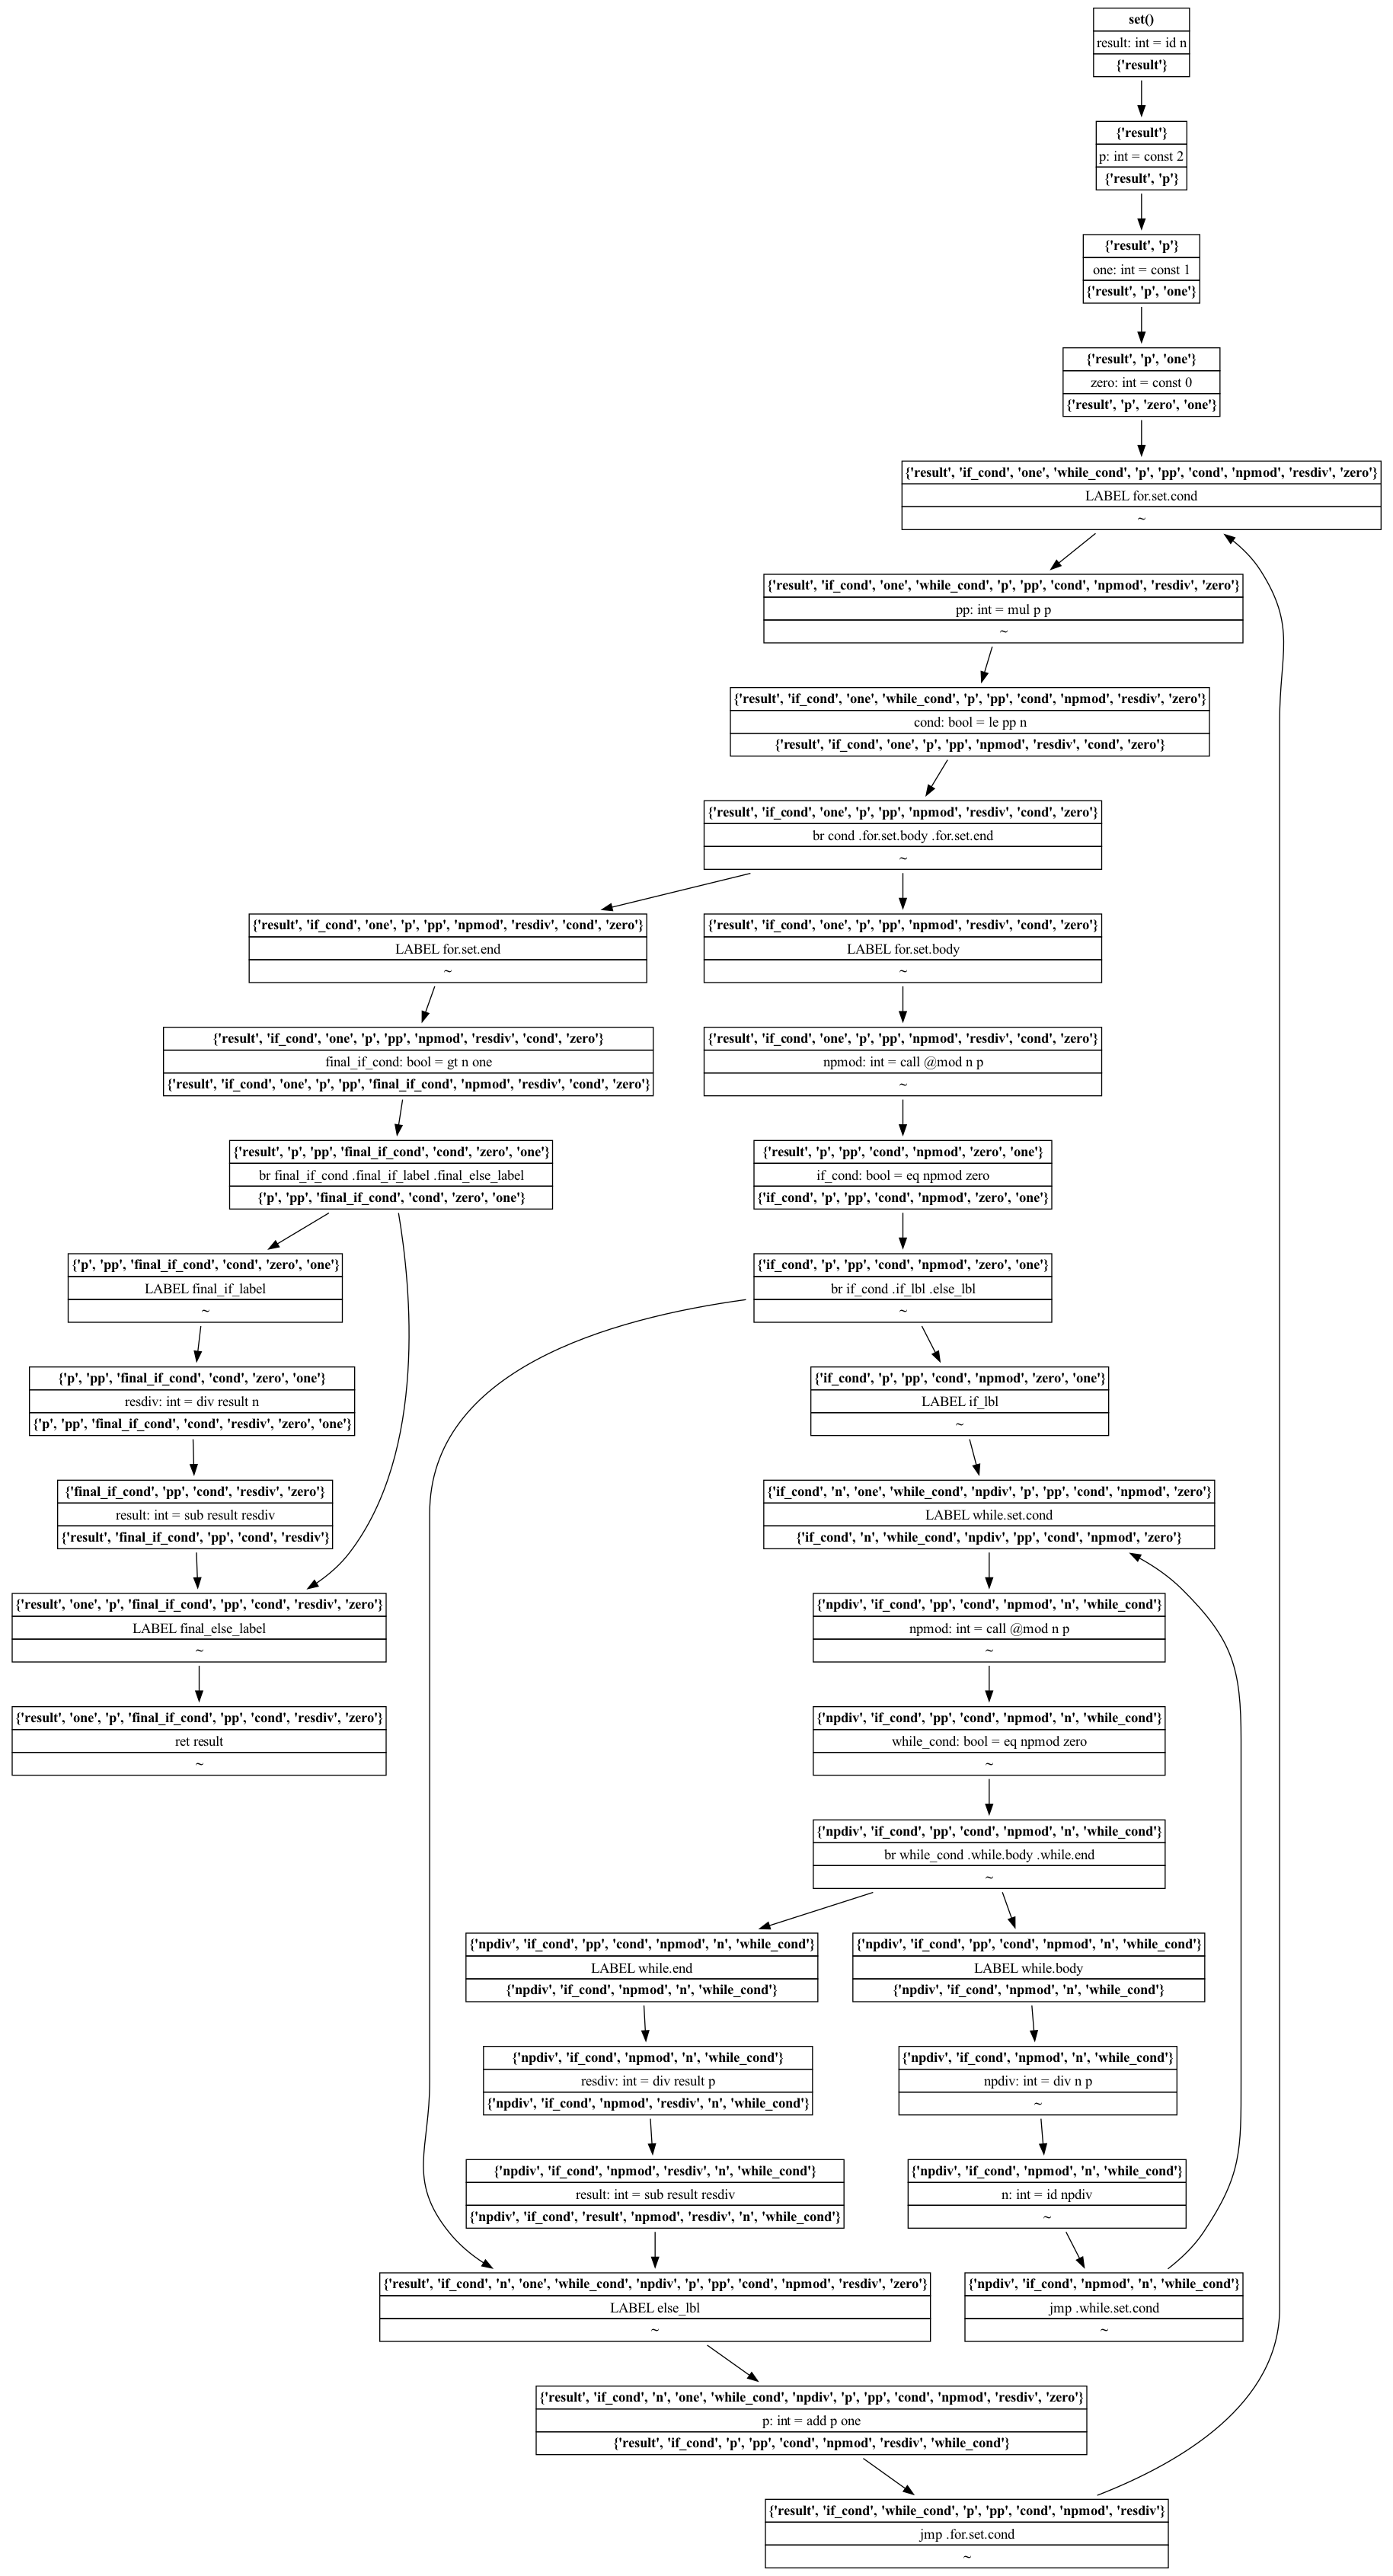 set()
result: int = id n
{'result'}
{'result'}
p: int = const 2
{'result', 'p'}
{'result', 'p'}
one: int = const 1
{'result', 'p', 'one'}
{'result', 'p', 'one'}
zero: int = const 0
{'result', 'p', 'zero', 'one'}
{'result', 'if_cond', 'one', 'while_cond', 'p', 'pp', 'cond', 'npmod', 'resdiv', 'zero'}
LABEL for.set.cond
~
{'result', 'if_cond', 'one', 'while_cond', 'p', 'pp', 'cond', 'npmod', 'resdiv', 'zero'}
pp: int = mul p p
~
{'result', 'if_cond', 'one', 'while_cond', 'p', 'pp', 'cond', 'npmod', 'resdiv', 'zero'}
cond: bool = le pp n
{'result', 'if_cond', 'one', 'p', 'pp', 'npmod', 'resdiv', 'cond', 'zero'}
{'result', 'if_cond', 'one', 'p', 'pp', 'npmod', 'resdiv', 'cond', 'zero'}
br cond .for.set.body .for.set.end
~
{'result', 'if_cond', 'one', 'p', 'pp', 'npmod', 'resdiv', 'cond', 'zero'}
LABEL for.set.end
~
{'result', 'if_cond', 'one', 'p', 'pp', 'npmod', 'resdiv', 'cond', 'zero'}
LABEL for.set.body
~
{'result', 'if_cond', 'one', 'p', 'pp', 'npmod', 'resdiv', 'cond', 'zero'}
final_if_cond: bool = gt n one
{'result', 'if_cond', 'one', 'p', 'pp', 'final_if_cond', 'npmod', 'resdiv', 'cond', 'zero'}
{'result', 'if_cond', 'one', 'p', 'pp', 'npmod', 'resdiv', 'cond', 'zero'}
npmod: int = call @mod n p
~
{'result', 'p', 'pp', 'final_if_cond', 'cond', 'zero', 'one'}
br final_if_cond .final_if_label .final_else_label
{'p', 'pp', 'final_if_cond', 'cond', 'zero', 'one'}
{'result', 'p', 'pp', 'cond', 'npmod', 'zero', 'one'}
if_cond: bool = eq npmod zero
{'if_cond', 'p', 'pp', 'cond', 'npmod', 'zero', 'one'}
{'p', 'pp', 'final_if_cond', 'cond', 'zero', 'one'}
LABEL final_if_label
~
{'if_cond', 'p', 'pp', 'cond', 'npmod', 'zero', 'one'}
br if_cond .if_lbl .else_lbl
~
{'p', 'pp', 'final_if_cond', 'cond', 'zero', 'one'}
resdiv: int = div result n
{'p', 'pp', 'final_if_cond', 'cond', 'resdiv', 'zero', 'one'}
{'if_cond', 'p', 'pp', 'cond', 'npmod', 'zero', 'one'}
LABEL if_lbl
~
{'final_if_cond', 'pp', 'cond', 'resdiv', 'zero'}
result: int = sub result resdiv
{'result', 'final_if_cond', 'pp', 'cond', 'resdiv'}
{'if_cond', 'n', 'one', 'while_cond', 'npdiv', 'p', 'pp', 'cond', 'npmod', 'zero'}
LABEL while.set.cond
{'if_cond', 'n', 'while_cond', 'npdiv', 'pp', 'cond', 'npmod', 'zero'}
{'result', 'one', 'p', 'final_if_cond', 'pp', 'cond', 'resdiv', 'zero'}
LABEL final_else_label
~
{'npdiv', 'if_cond', 'pp', 'cond', 'npmod', 'n', 'while_cond'}
npmod: int = call @mod n p
~
{'result', 'one', 'p', 'final_if_cond', 'pp', 'cond', 'resdiv', 'zero'}
ret result
~
{'npdiv', 'if_cond', 'pp', 'cond', 'npmod', 'n', 'while_cond'}
while_cond: bool = eq npmod zero
~
{'npdiv', 'if_cond', 'pp', 'cond', 'npmod', 'n', 'while_cond'}
br while_cond .while.body .while.end
~
{'npdiv', 'if_cond', 'pp', 'cond', 'npmod', 'n', 'while_cond'}
LABEL while.end
{'npdiv', 'if_cond', 'npmod', 'n', 'while_cond'}
{'npdiv', 'if_cond', 'pp', 'cond', 'npmod', 'n', 'while_cond'}
LABEL while.body
{'npdiv', 'if_cond', 'npmod', 'n', 'while_cond'}
{'npdiv', 'if_cond', 'npmod', 'n', 'while_cond'}
resdiv: int = div result p
{'npdiv', 'if_cond', 'npmod', 'resdiv', 'n', 'while_cond'}
{'npdiv', 'if_cond', 'npmod', 'n', 'while_cond'}
npdiv: int = div n p
~
{'npdiv', 'if_cond', 'npmod', 'resdiv', 'n', 'while_cond'}
result: int = sub result resdiv
{'npdiv', 'if_cond', 'result', 'npmod', 'resdiv', 'n', 'while_cond'}
{'npdiv', 'if_cond', 'npmod', 'n', 'while_cond'}
n: int = id npdiv
~
{'result', 'if_cond', 'n', 'one', 'while_cond', 'npdiv', 'p', 'pp', 'cond', 'npmod', 'resdiv', 'zero'}
LABEL else_lbl
~
{'npdiv', 'if_cond', 'npmod', 'n', 'while_cond'}
jmp .while.set.cond
~
{'result', 'if_cond', 'n', 'one', 'while_cond', 'npdiv', 'p', 'pp', 'cond', 'npmod', 'resdiv', 'zero'}
p: int = add p one
{'result', 'if_cond', 'p', 'pp', 'cond', 'npmod', 'resdiv', 'while_cond'}
{'result', 'if_cond', 'while_cond', 'p', 'pp', 'cond', 'npmod', 'resdiv'}
jmp .for.set.cond
~